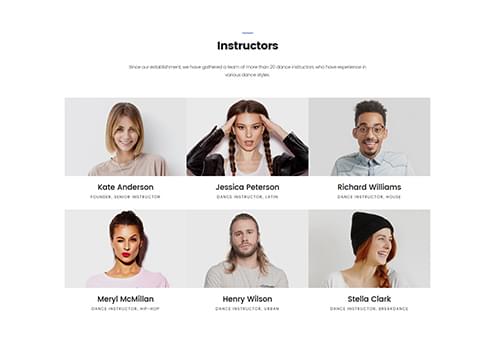 Instructors
Since our establishment, we have gathered a team of more than 20 dance instructors, who have experience in
various dance styles.
Kate Anderson
FOUNDER, SENIOR INSTRUCTOR
Jessica Peterson
DANCE INSTRUCTOR, LATIN
Richard Williams
DANCE INSTRUCTOR, HOUSE
Meryl McMillan
DANCE INSTRUCTOR, HIP-HOP
Henry Wilson
DANCE INSTRUCTOR, URBAN
Stella Clark
DANCE INSTRUCTOR, BREAKDANCE